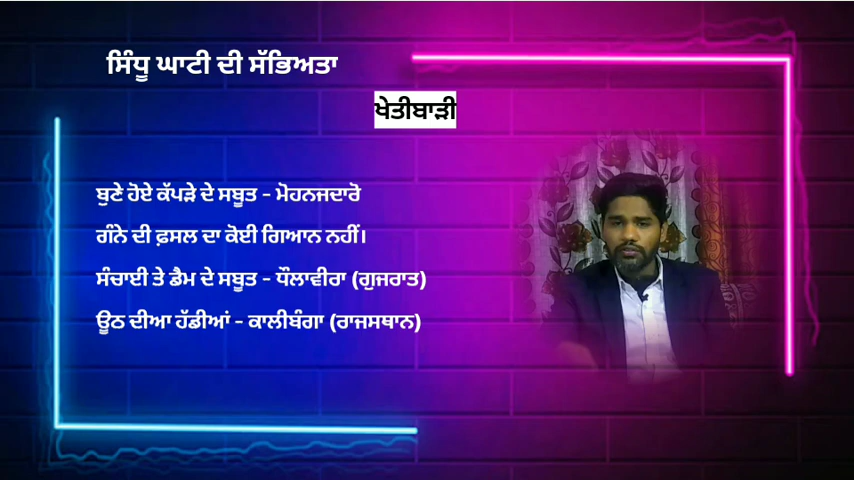 ਸਿੰਧੂ ਘਾਟੀ ਦੀ ਸੱਭਿਅਤਾ
ਖੇਤੀਬਾੜੀ
ਬੁਣੇ ਹੋਏ ਕੱਪੜੇ ਦੇ ਸਬੂਤ – ਮੋਹਨਜਦਾਰੋ
ਗੰਨੇ ਦੀ ਫ਼ਸਲ ਦਾ ਕੋਈ ਗਿਆਨ ਨਹੀਂ।
ਸੰਚਾਈ ਤੇ ਡੈਮ ਦੇ ਸਬੂਤ – ਧੌਲਾਵੀਰਾ (ਗੁਜਰਾਤ)
ਊਠ ਦੀਆ ਹੱਡੀਆਂ – ਕਾਲੀਬੰਗਾ (ਰਾਜਸਥਾਨ)